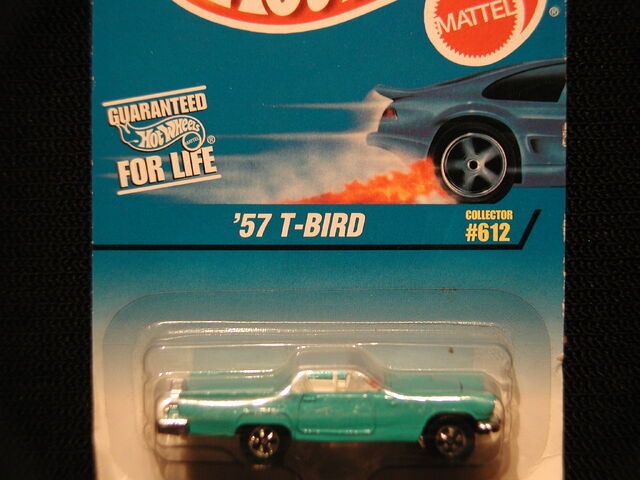 MATTEL
®
GUARANTEED
Hot Wheels
®
FOR LIFE
'57 T-BIRD
COLLECTOR
#612